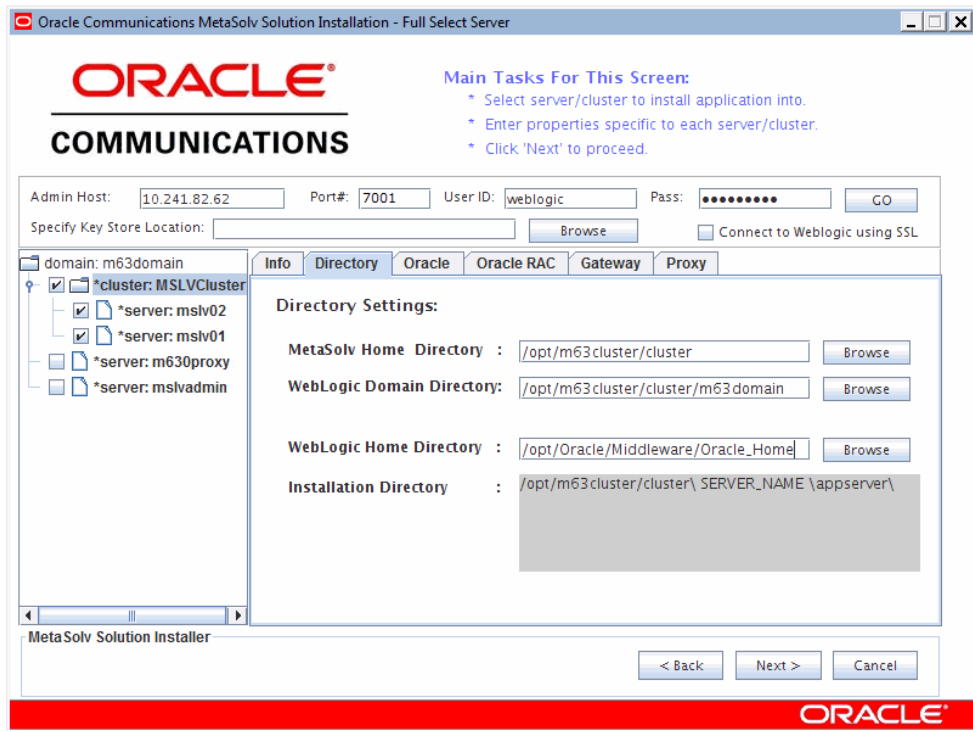 Oracle Communications MetaSolv Solution Installation - Full Select Server
ORACLE
COMMUNICATIONS
Main Tasks For This Screen:
* Select server/cluster to install application into.
* Enter properties specific to each server/cluster.
* Click 'Next' to proceed.
Admin Host: 10.241.82.62 Port#: 7001 User ID: weblogic Pass: ●●●●●●●●● GO
Specify Key Store Location: Browse Connect to Weblogic using SSL
domain: m63domain
*cluster: MSLVCluster
*server: mslv02
*server: mslv01
*server: m630proxy
*server: mslvadmin
Info Directory Oracle Oracle RAC Gateway Proxy
Directory Settings:
MetaSolv Home Directory : /opt/m63cluster/cluster Browse
WebLogic Domain Directory: /opt/m63cluster/cluster/m63domain Browse
WebLogic Home Directory : /opt/Oracle/Middleware/Oracle_Home Browse
Installation Directory : /opt/m63cluster/cluster\ SERVER_NAME \appserver\
MetaSolv Solution Installer
< Back Next > Cancel
ORACLE